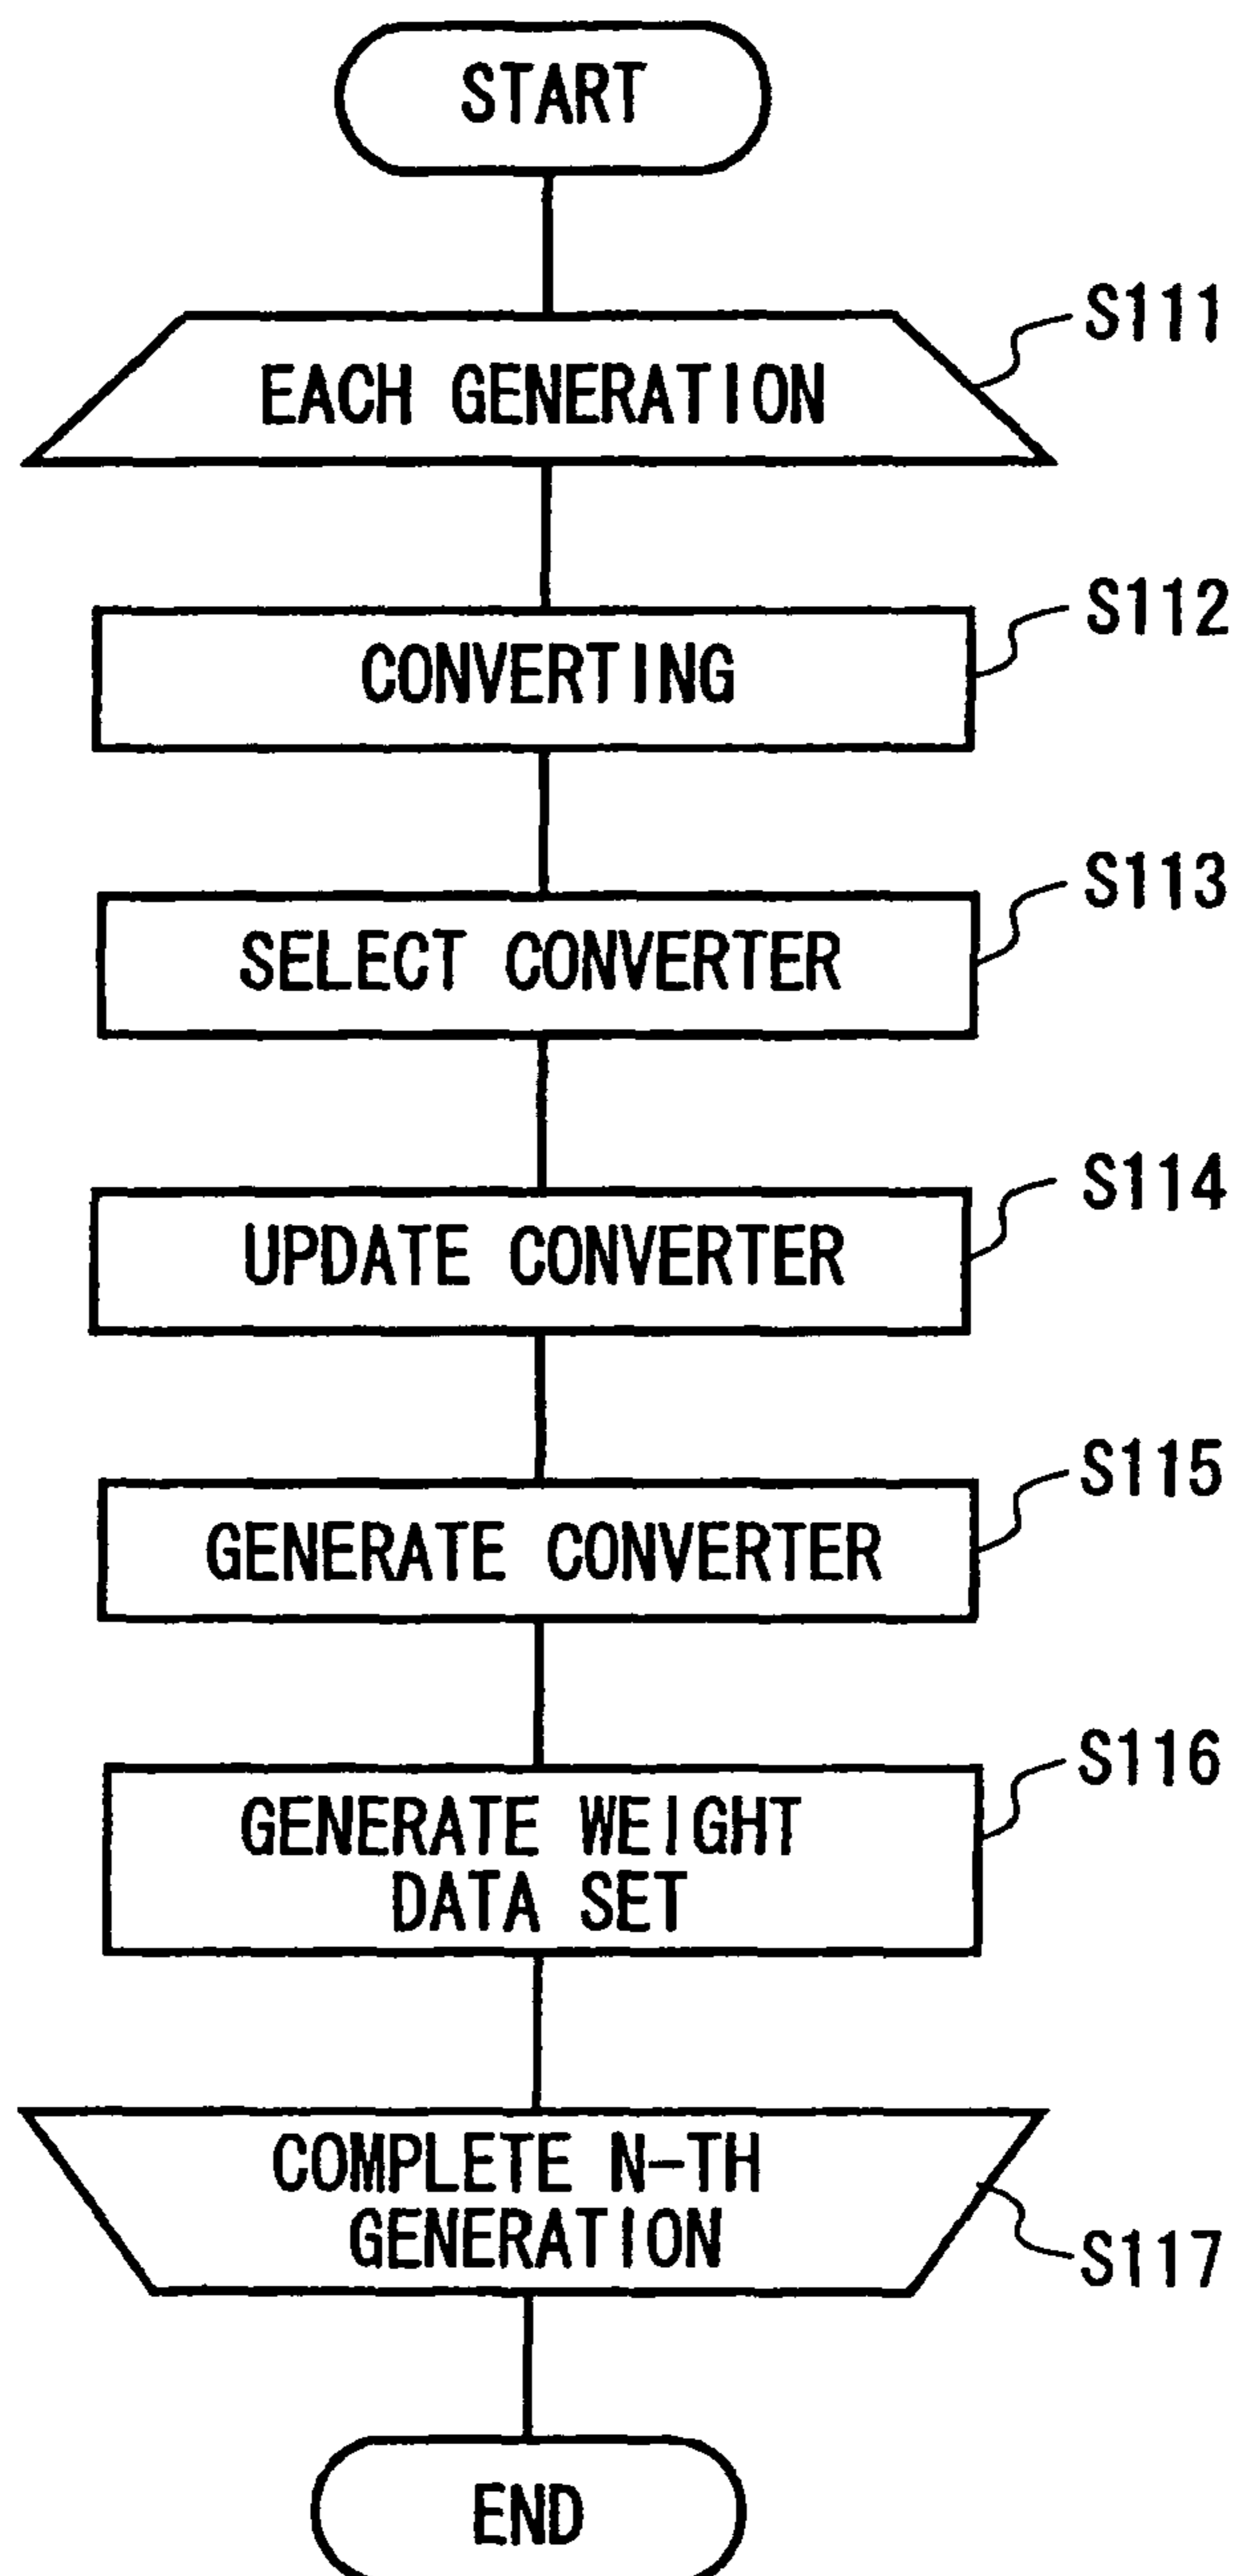 START
EACH GENERATION
S111
CONVERTING
S112
SELECT CONVERTER
S113
UPDATE CONVERTER
S114
GENERATE CONVERTER
S115
GENERATE WEIGHT
DATA SET
S116
COMPLETE N-TH
GENERATION
S117
END